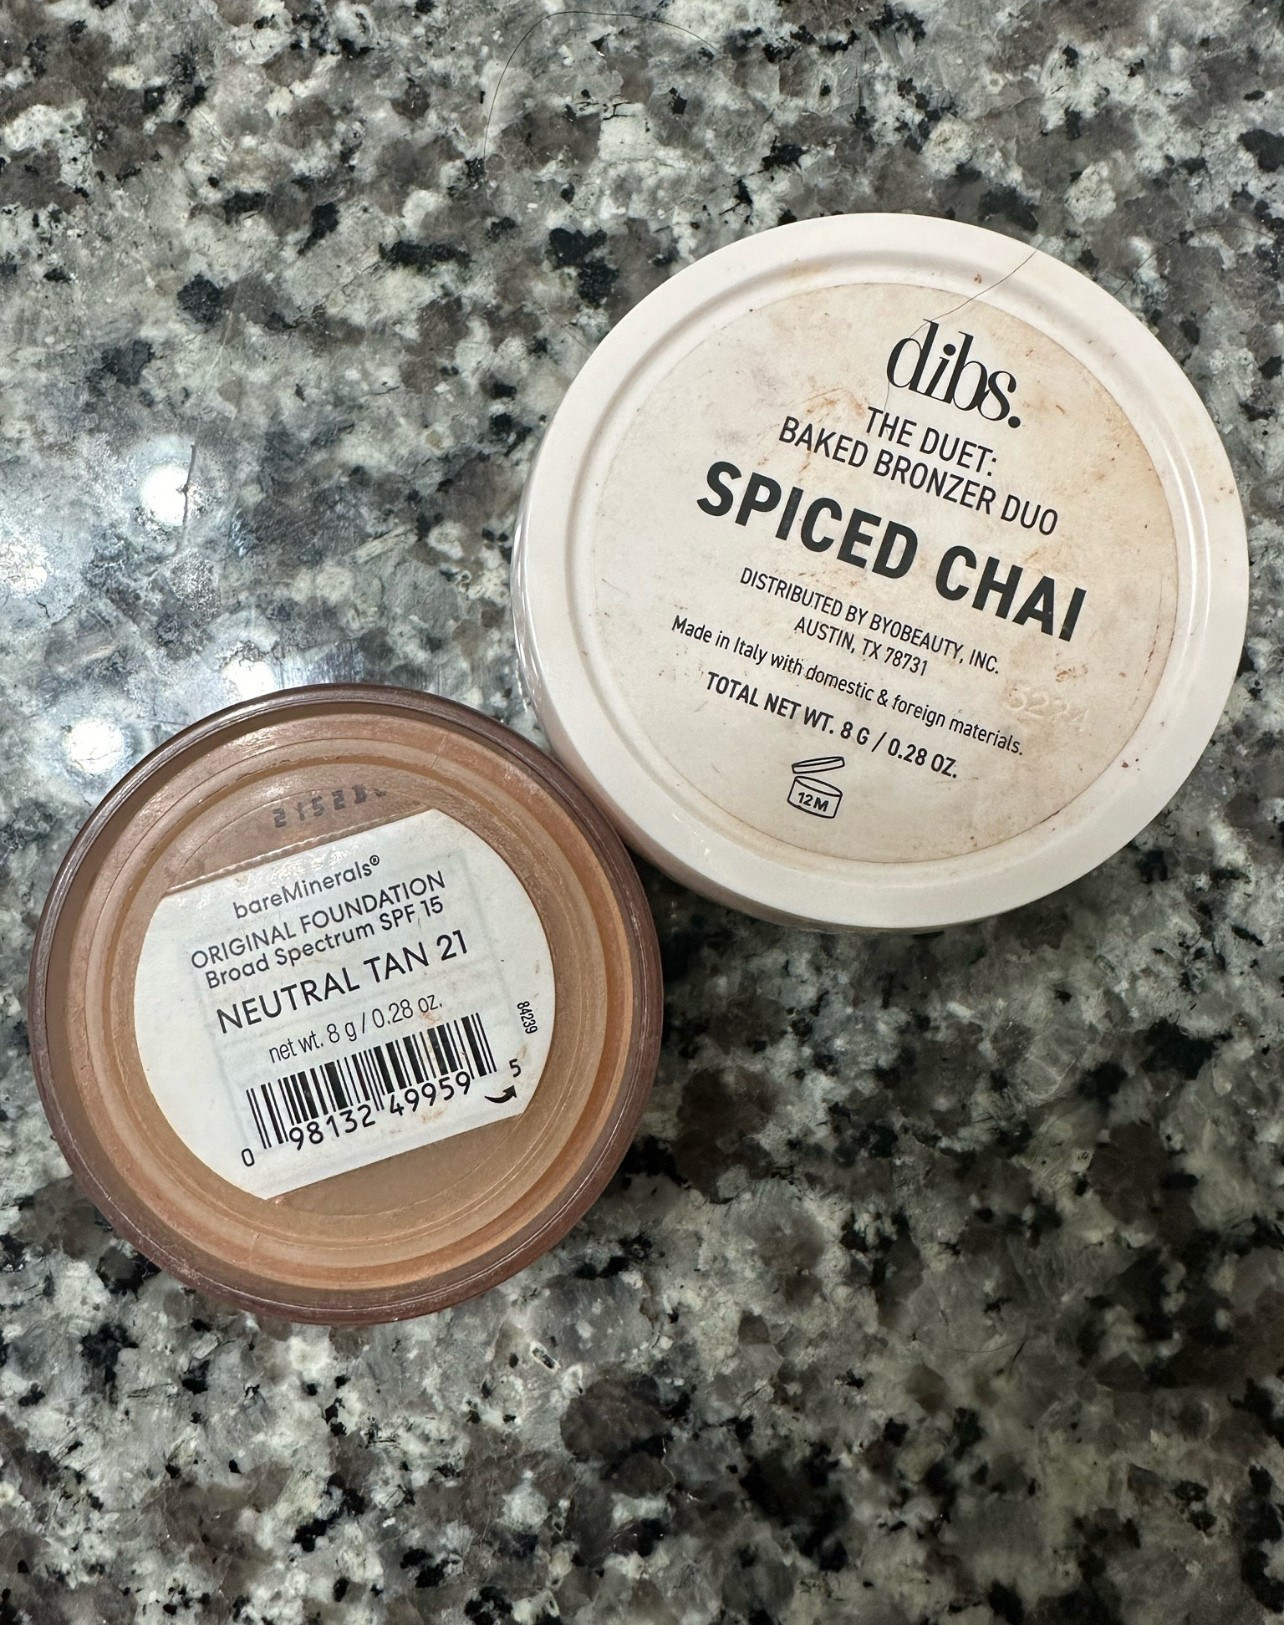 dibs.
THE DUET:
BAKED BRONZER DUO
SPICED CHAI
DISTRIBUTED BY BYOBEAUTY, INC.
AUSTIN, TX 78731
Made in Italy with domestic & foreign materials.
TOTAL NET WT. 8 G / 0.28 OZ.
12M
bareMinerals®
ORIGINAL FOUNDATION
Broad Spectrum SPF 15
NEUTRAL TAN 21
net wt. 8 g / 0.28 oz.
84239
0 98132 49959 5